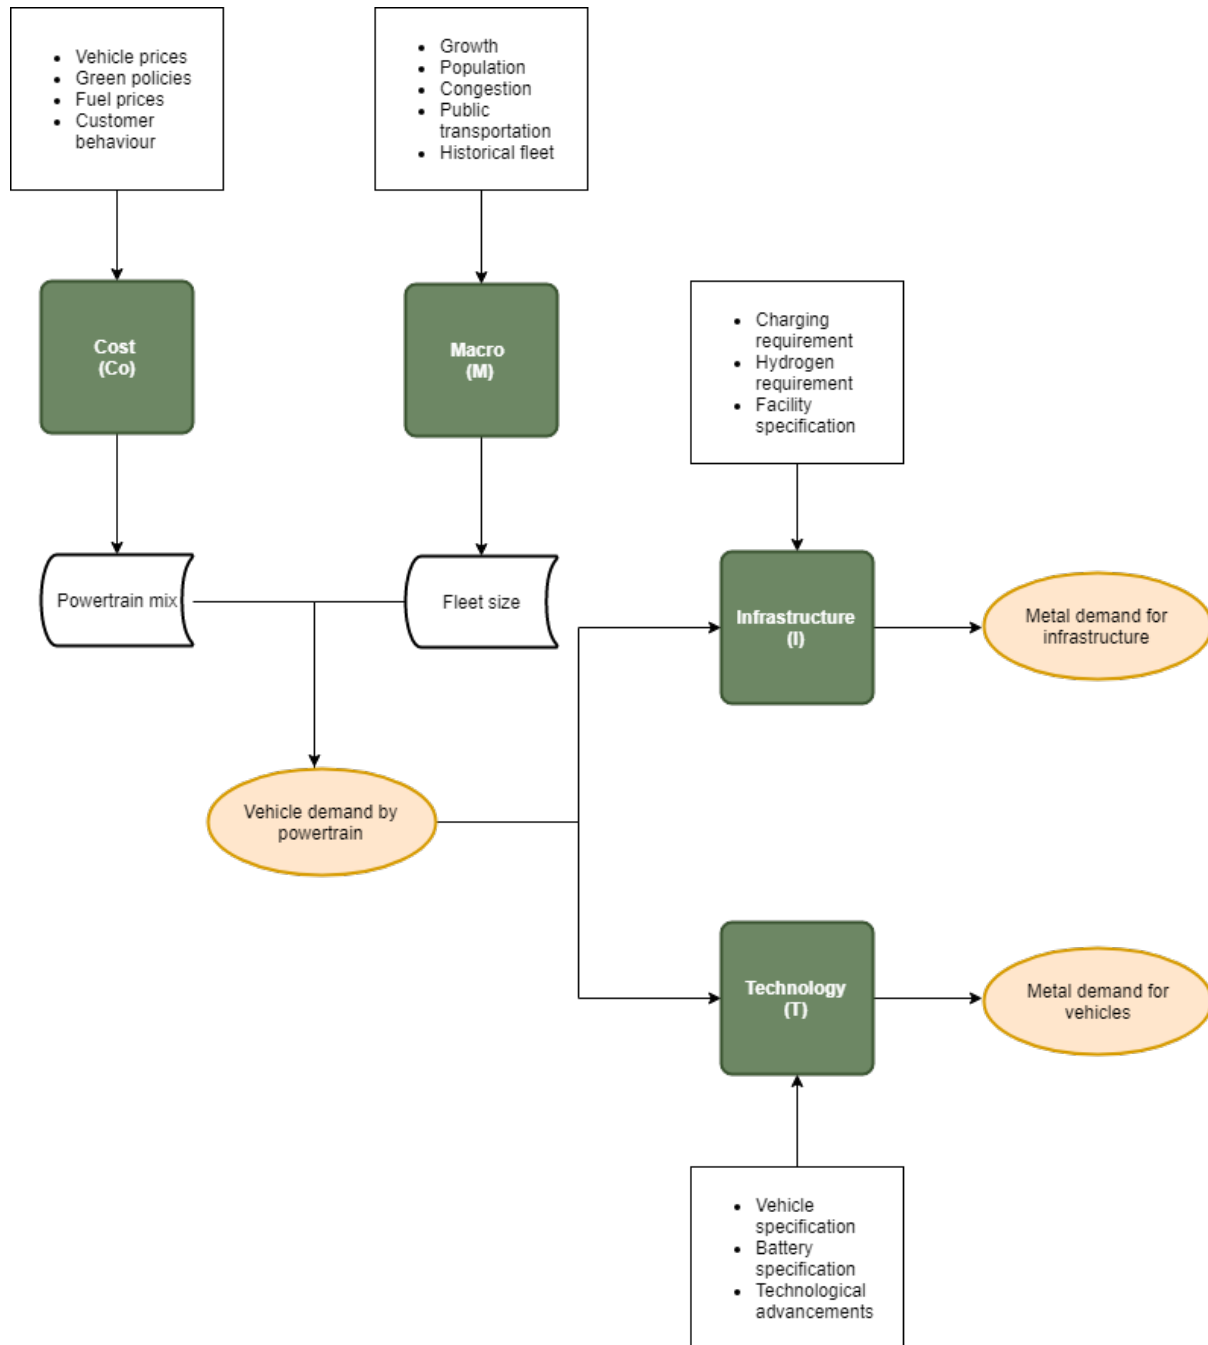 • Vehicle prices
• Green policies
• Fuel prices
• Customer
behaviour
• Growth
• Population
• Congestion
• Public
transportation
• Historical fleet
Cost
(Co)
Macro
(M)
• Charging
requirement
• Hydrogen
requirement
• Facility
specification
Powertrain mix
Fleet size
Infrastructure
(I)
Metal demand for
infrastructure
Vehicle demand by
powertrain
Technology
(T)
Metal demand for
vehicles
• Vehicle
specification
• Battery
specification
• Technological
advancements